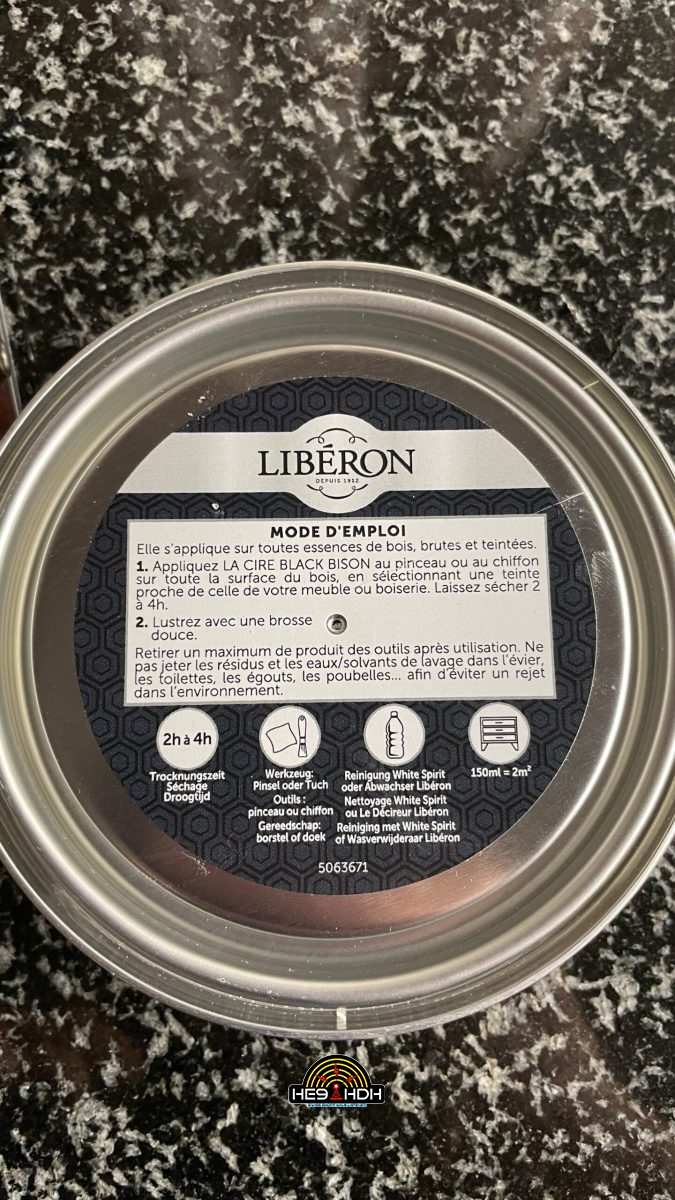 LIBÉRON
DEPUIS 1912
MODE D'EMPLOI
Elle s'applique sur toutes essences de bois, brutes et teintées.
1. Appliquez LA CIRE BLACK BISON au pinceau ou au chiffon
sur toute la surface du bois, en sélectionnant une teinte
proche de celle de votre meuble ou boiserie. Laissez sécher 2
à 4h.
2. Lustrez avec une brosse
douce.
Retirer un maximum de produit des outils après utilisation. Ne
pas jeter les résidus et les eaux/solvants de lavage dans l'évier,
les toilettes, les égouts, les poubelles... afin d'éviter un rejet
dans l'environnement.
2h à 4h
Trocknungszeit
Séchage
Droogtijd
Werkzeug:
Pinsel oder Tuch
Outils :
pinceau ou chiffon
Gereedschap:
borstel of doek
Reinigung White Spirit
oder Abwachser Libéron
Nettoyage White Spirit
ou Le Décireur Libéron
Reiniging met White Spirit
of Wasverwijderaar Libéron
150ml = 2m²
5063671
HE9 HDH